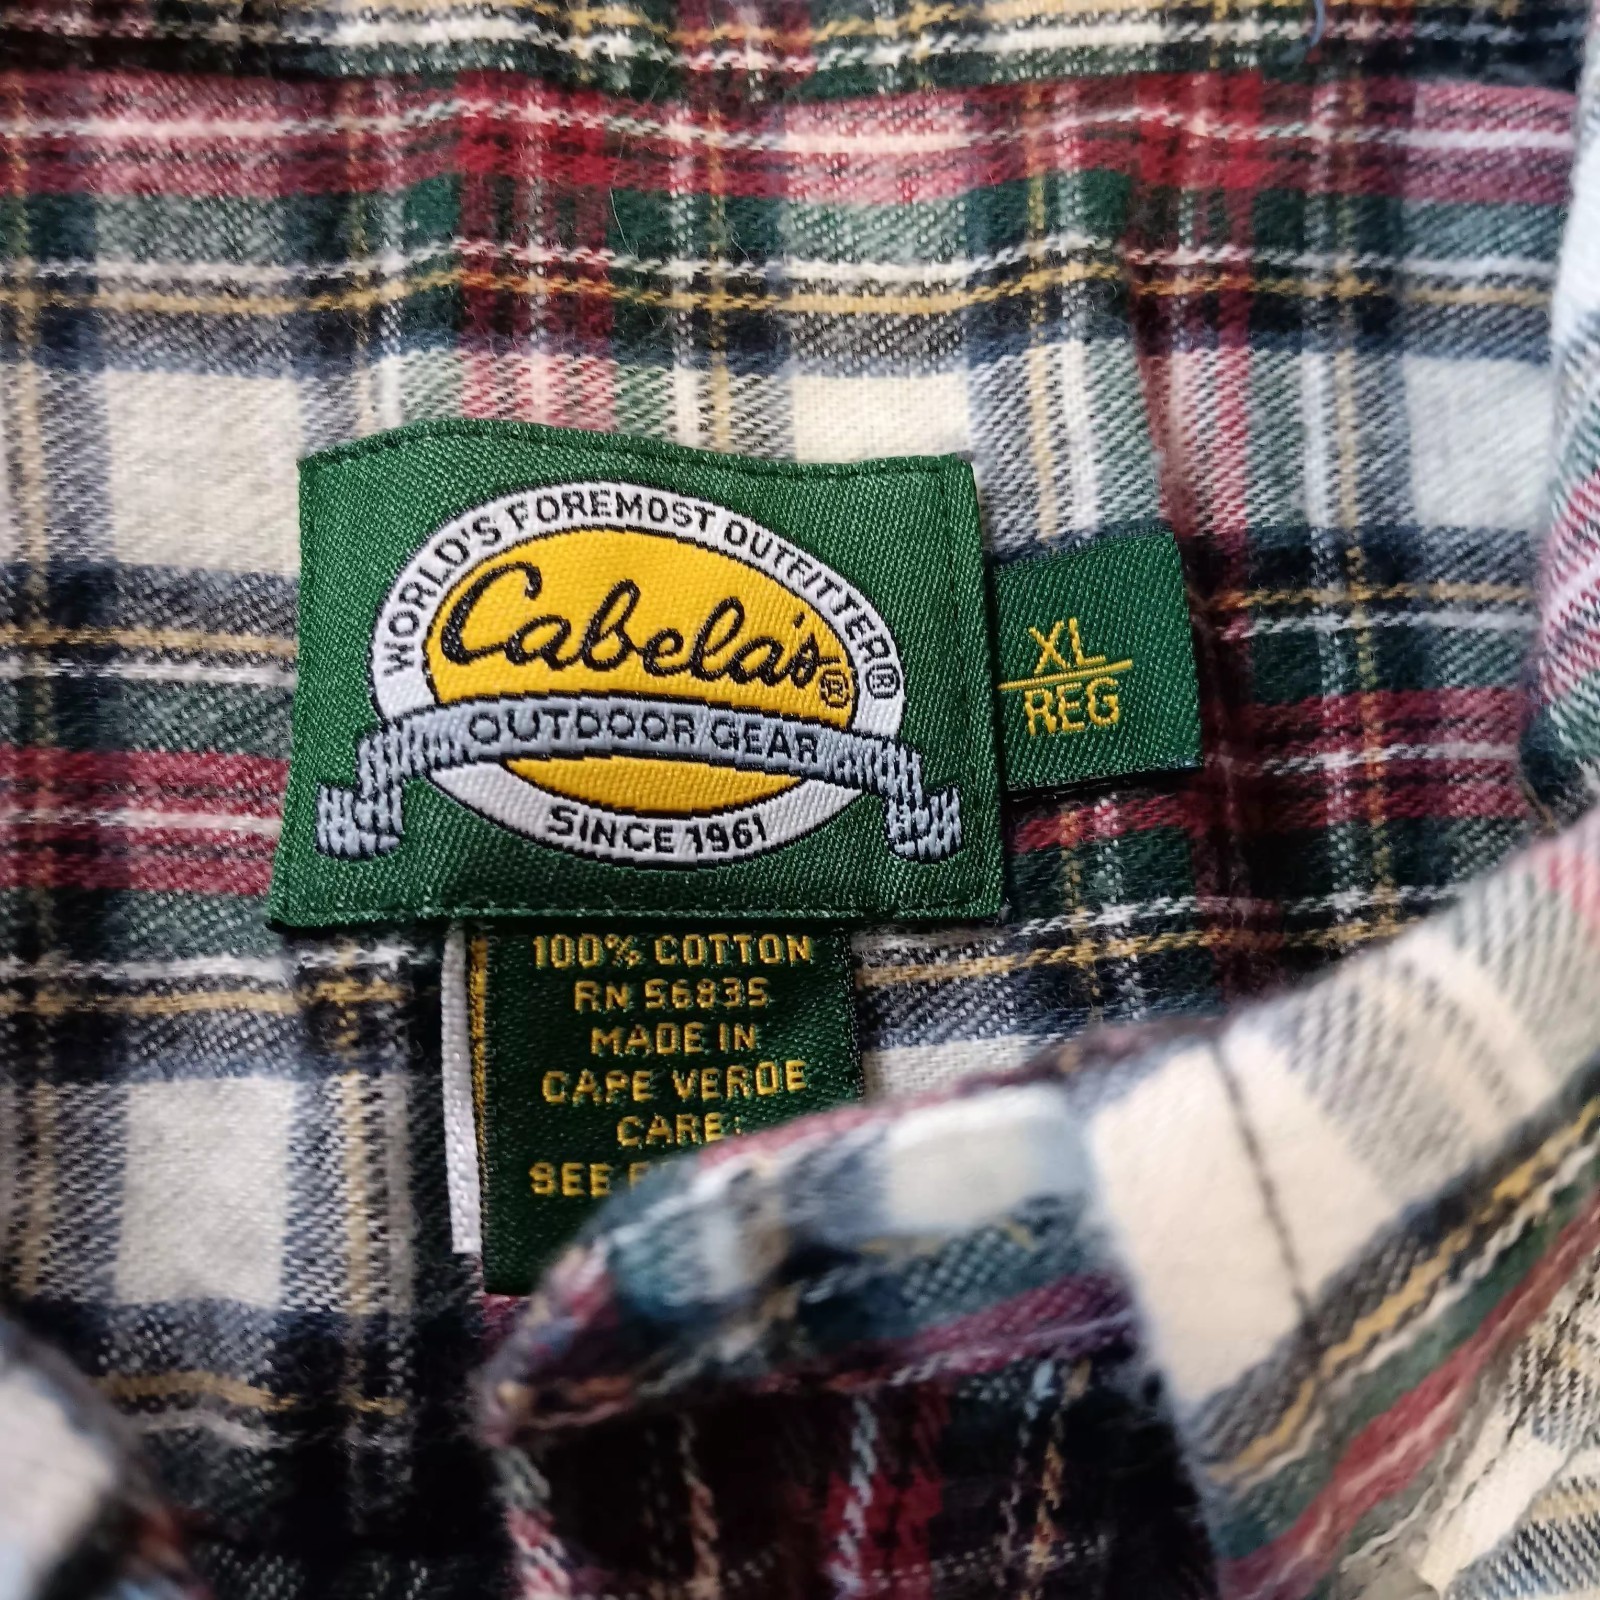 WORLD'S FOREMOST OUTFITTER®
Cabela's®
OUTDOOR GEAR
SINCE 1961
XL
REG
100% COTTON
RN 56835
MADE IN
CAPE VERDE
CARE:
SEE